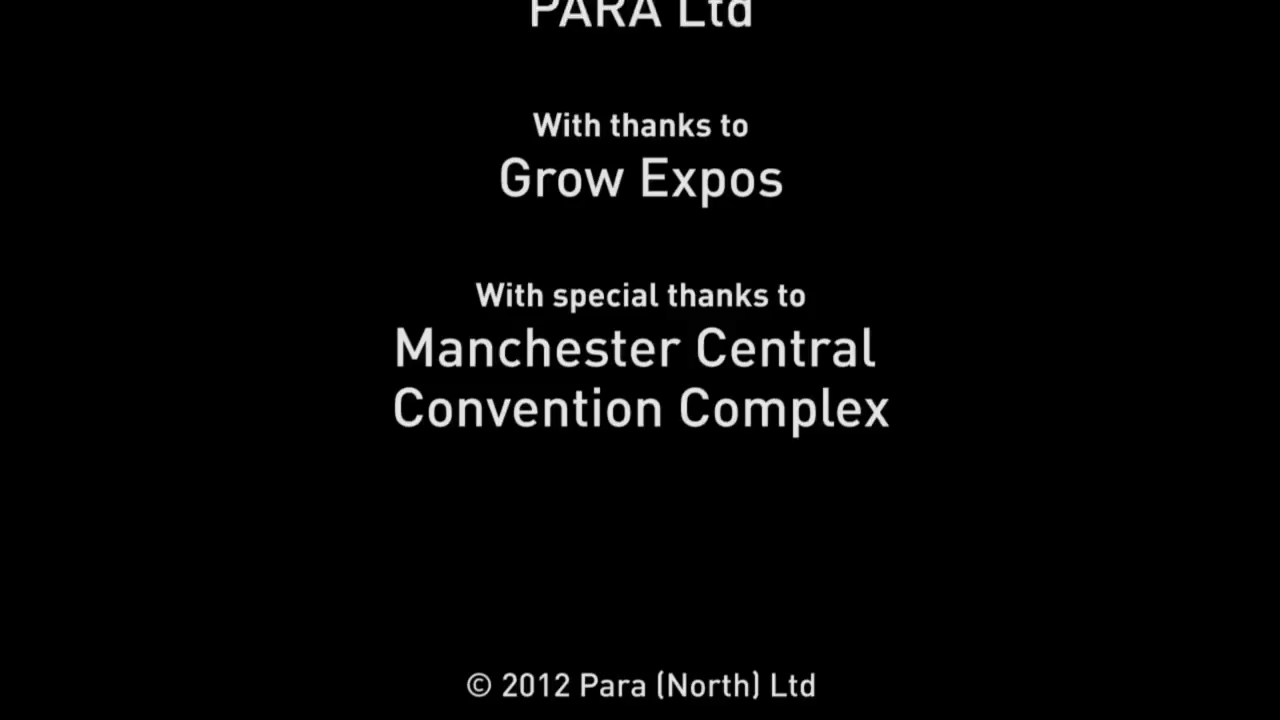 PARA Ltd
With thanks to
Grow Expos
With special thanks to
Manchester Central
Convention Complex
© 2012 Para (North) Ltd